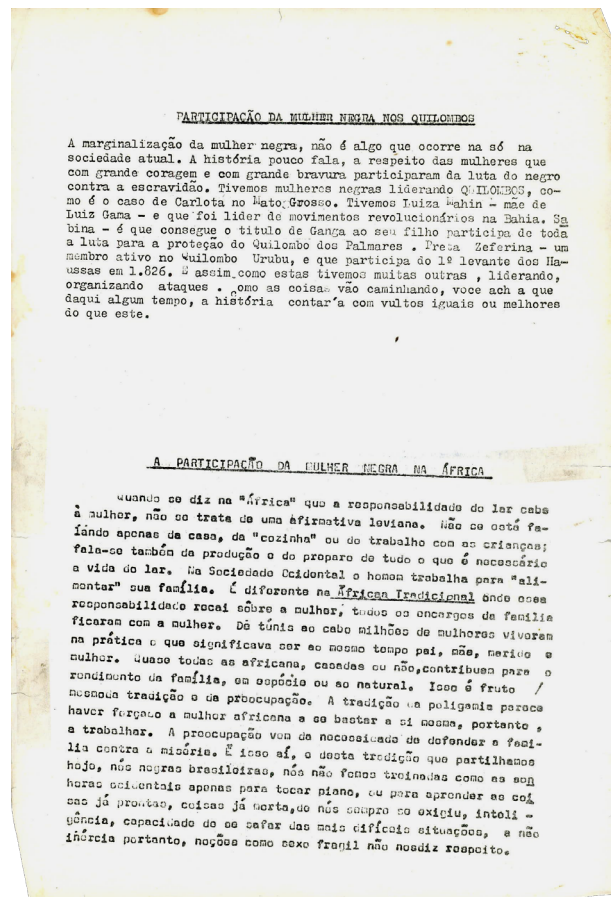 PARTICIPAÇÃO DA MULHER NEGRA NOS QUILOMBOS
A marginalização da mulher negra, não é algo que ocorre na só na
sociedade atual. A história pouco fala, a respeito das mulheres que
com grande coragem e com grande bravura participaram da luta do negro
contra a escravidão. Tivemos mulheres negras liderando QUILOMBOS, co-
mo é o caso de Carlota no Mato Grosso. Tivemos Luiza Mahin - mãe de
Luiz Gama - e que foi lider de movimentos revolucionários na Bahia. Sa
bina - é que consegue o titulo de Ganga ao seu filho participa de toda
a luta para a proteção do Quilombo dos Palmares . Preta Zeferina - um
membro ativo no Quilombo Urubu, e que participa do 1º levante dos Ha-
ussas em 1.826. E assim como estas tivemos muitas outras , liderando,
organizando ataques . Como as coisas vão caminhando, voce ach a que
daqui algum tempo, a história contar´a com vultos iguais ou melhores
do que este.
A PARTICIPAÇÃO DA MULHER NEGRA NA ÁFRICA
Quando se diz na "África" que a responsabilidade do lar cabe
à mulher, não se trata de uma afirmativa leviana. Não se está fa-
lando apenas da casa, da "cozinha" ou do trabalho com as crianças;
fala-se também da produção e do preparo de tudo o que é necessário
a vida do lar. Na Sociedade Ocidental o homem trabalha para "ali-
mentar" sua família. É diferente na África Tradicional onde essa
responsabilidade recai sôbre a mulher, todos os encargos da familia
ficaram com a mulher. De túnis ao cabo milhões de mulheres viveram
na prática o que significava ser ao mesmo tempo pai, mãe, marido e
mulher. Quase todas as africana, casadas ou não,contribuem para o
rendimento da família, em espécie ou ao natural. Isso é fruto /
mesmoda tradição e da preocupação. A tradição da poligamia parece
haver forçado a mulher africana a se bastar a si mesma, portanto ,
a trabalhar. A preocupação vem da necessidade de defender a famí-
lia contra a miséria. É isso aí, e desta tradição que partilhamos
hoje, nós negras brasileiras, nós não fomos treinadas como as sen
horas ocidentais apenas para tocar piano, ou para aprender as coi
sas já prontas, coisas já morta,de nós sempre se exigiu, inteli -
gência, capacidade de se safar das mais difíceis situações, e não
inércia portanto, noções como sexo fragil não nosdiz respeito.